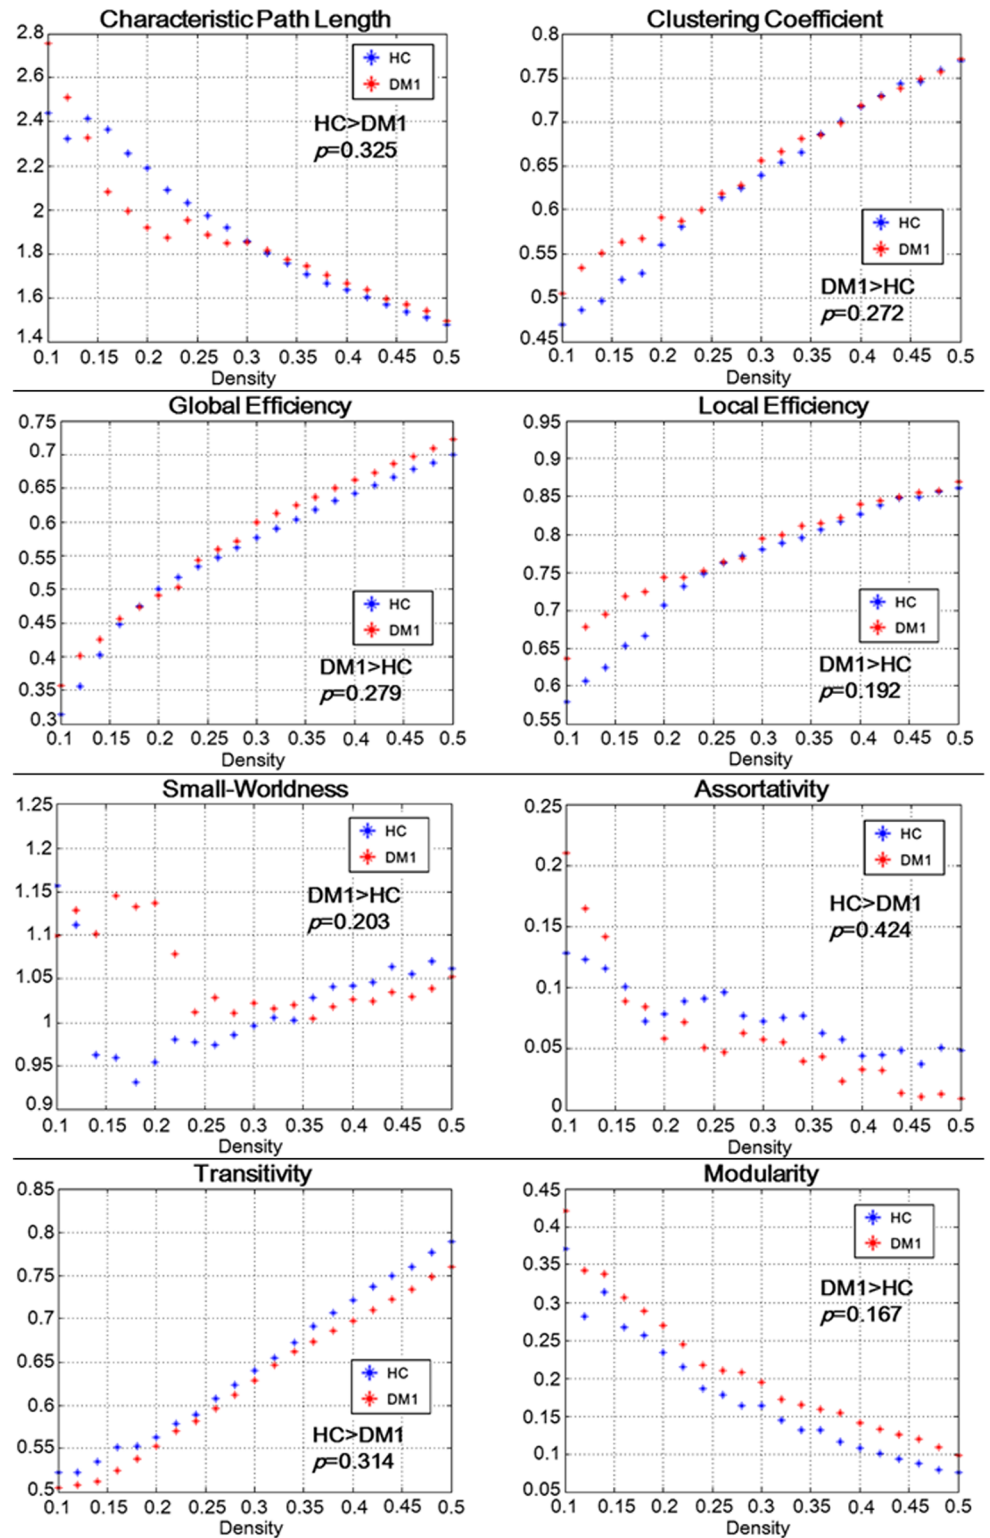 Characteristic Path Length
2.8
2.6
2.4
2.2
2
1.8
1.6
1.4
HC
DM1
HC>DM1
p=0.325
0.1 0.15 0.2 0.25 0.3 0.35 0.4 0.45 0.5
Density
Clustering Coefficient
0.8
0.75
0.7
0.65
0.6
0.55
0.5
0.45
HC
DM1
DM1>HC
p=0.272
0.1 0.15 0.2 0.25 0.3 0.35 0.4 0.45 0.5
Density
Global Efficiency
0.75
0.7
0.65
0.6
0.55
0.5
0.45
0.4
0.35
0.3
HC
DM1
DM1>HC
p=0.279
0.1 0.15 0.2 0.25 0.3 0.35 0.4 0.45 0.5
Density
Local Efficiency
0.95
0.9
0.85
0.8
0.75
0.7
0.65
0.6
0.55
HC
DM1
DM1>HC
p=0.192
0.1 0.15 0.2 0.25 0.3 0.35 0.4 0.45 0.5
Density
Small-Worldness
1.25
1.2
1.15
1.1
1.05
1
0.95
0.9
HC
DM1
DM1>HC
p=0.203
0.1 0.15 0.2 0.25 0.3 0.35 0.4 0.45 0.5
Density
Assortativity
0.25
0.2
0.15
0.1
0.05
0
HC
DM1
HC>DM1
p=0.424
0.1 0.15 0.2 0.25 0.3 0.35 0.4 0.45 0.5
Density
Transitivity
0.85
0.8
0.75
0.7
0.65
0.6
0.55
0.5
HC
DM1
HC>DM1
p=0.314
0.1 0.15 0.2 0.25 0.3 0.35 0.4 0.45 0.5
Density
Modularity
0.45
0.4
0.35
0.3
0.25
0.2
0.15
0.1
0.05
HC
DM1
DM1>HC
p=0.167
0.1 0.15 0.2 0.25 0.3 0.35 0.4 0.45 0.5
Density